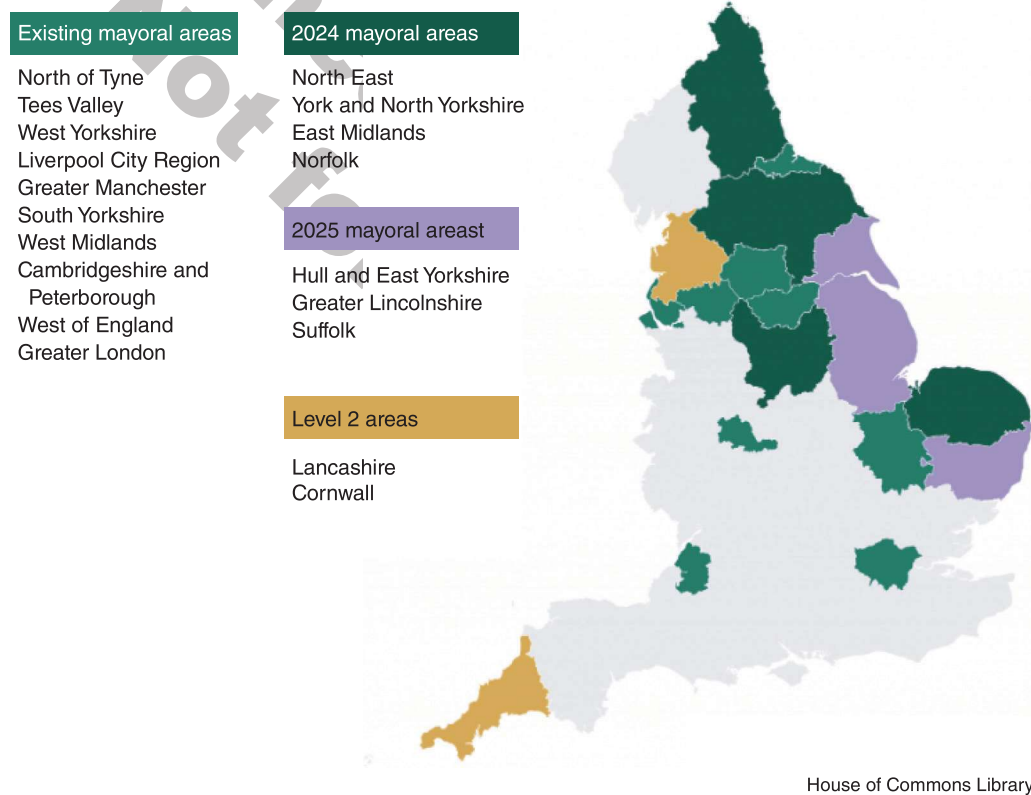 Existing mayoral areas
North of Tyne
Tees Valley
West Yorkshire
Liverpool City Region
Greater Manchester
South Yorkshire
West Midlands
Cambridgeshire and
Peterborough
West of England
Greater London
2024 mayoral areas
North East
York and North Yorkshire
East Midlands
Norfolk
2025 mayoral areast
Hull and East Yorkshire
Greater Lincolnshire
Suffolk
Level 2 areas
Lancashire
Cornwall
Not for
House of Commons Library